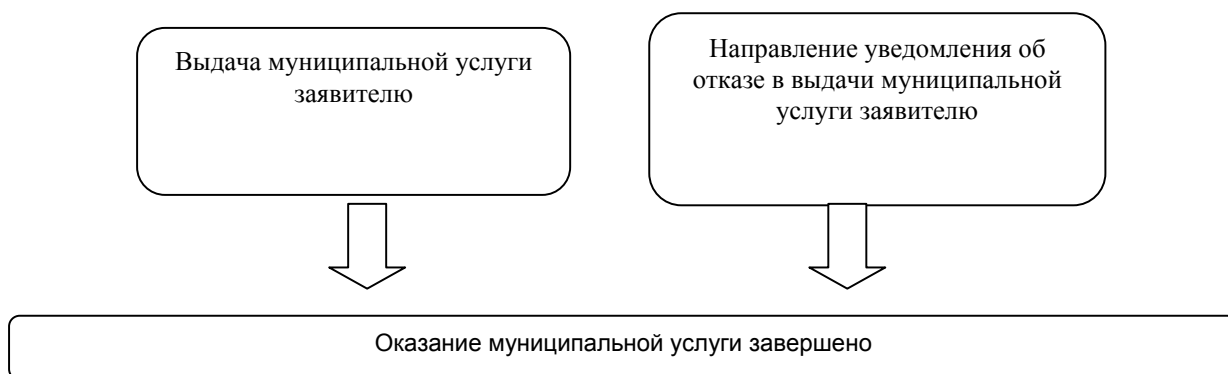 Выдача муниципальной услуги
заявителю
Направление уведомления об
отказе в выдачи муниципальной
услуги заявителю
Оказание муниципальной услуги завершено